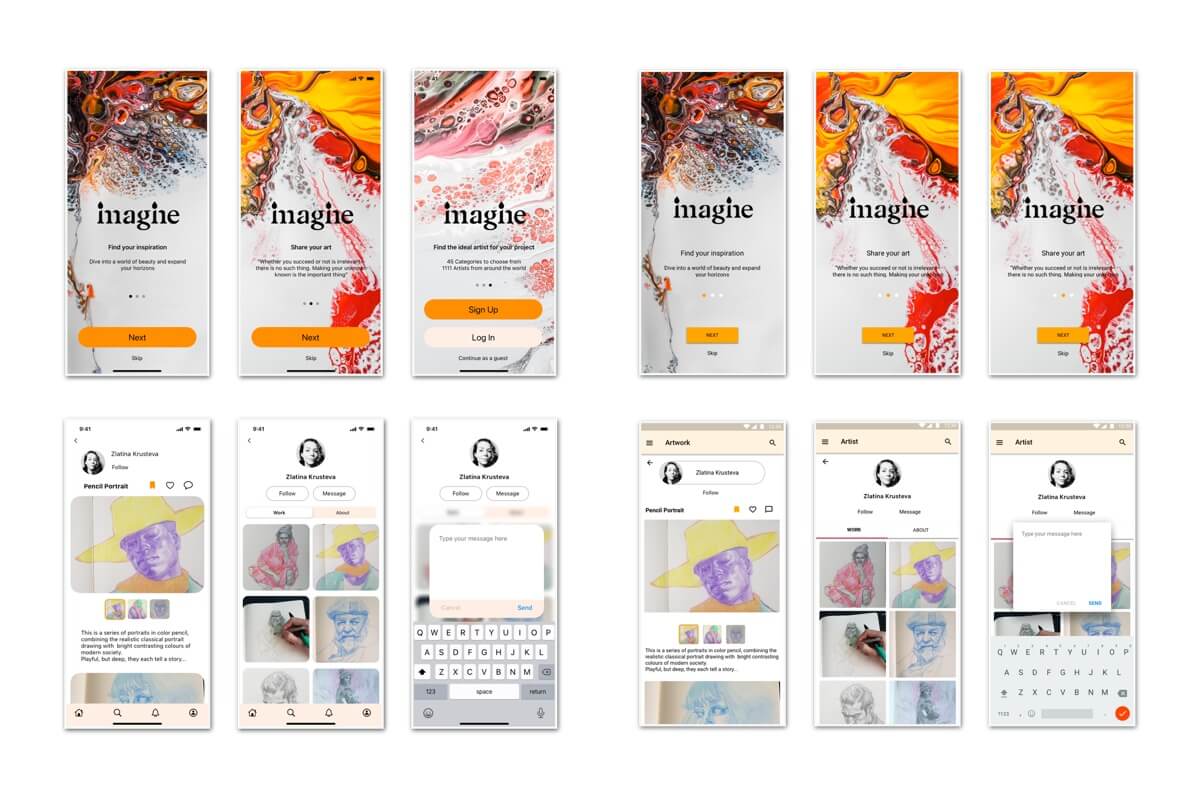 imagine
Find your inspiration
Dive into a world of beauty and expand
your horizons
Next
Skip
imagine
Share your art
"Whether you succeed or not is irrelevant-
there is no such thing. Making your unknown
known is the important thing"
Next
Skip
imagine
Find the ideal artist for your project
45 Categories to choose from
1111 Artists from around the world
Sign Up
Log In
Continue as a guest
imagine
Find your inspiration
Dive into a world of beauty and expand
your horizons
NEXT
Skip
imagine
Share your art
"Whether you succeed or not is irrelevant-
there is no such thing. Making your
NEXT
Skip
imagine
Share your art
"Whether you succeed or not is irrelevant-
there is no such thing. Making your
NEXT
Skip
9:41
Zlatina Krusteva
Follow
Pencil Portrait
This is a series of portraits in color pencil,
combining the realistic classical portrait
drawing with bright contrasting colours of
modern society.
Playful, but deep, they each tell a story...
9:41
Zlatina Krusteva
Follow
Message
Work
About
9:41
Zlatina Krusteva
Follow
Message
Type your message here
Cancel
Send
Q W E R T Y U I O P
A S D F G H J K L
Z X C V B N M
123
space
return
Artwork
Zlatina Krusteva
Follow
Pencil Portrait
This is a series of portraits in color pencil, combining the
realistic classical portrait drawing with bright contrasting
colours of modern society.
Playful, but deep, they each tell a story...
Artist
Zlatina Krusteva
Follow
Message
WORK
ABOUT
Artist
Zlatina Krusteva
Follow
Message
Type your message here
CANCEL
SEND
Q W E R T Y U I O P
A S D F G H J K L
Z X C V B N M